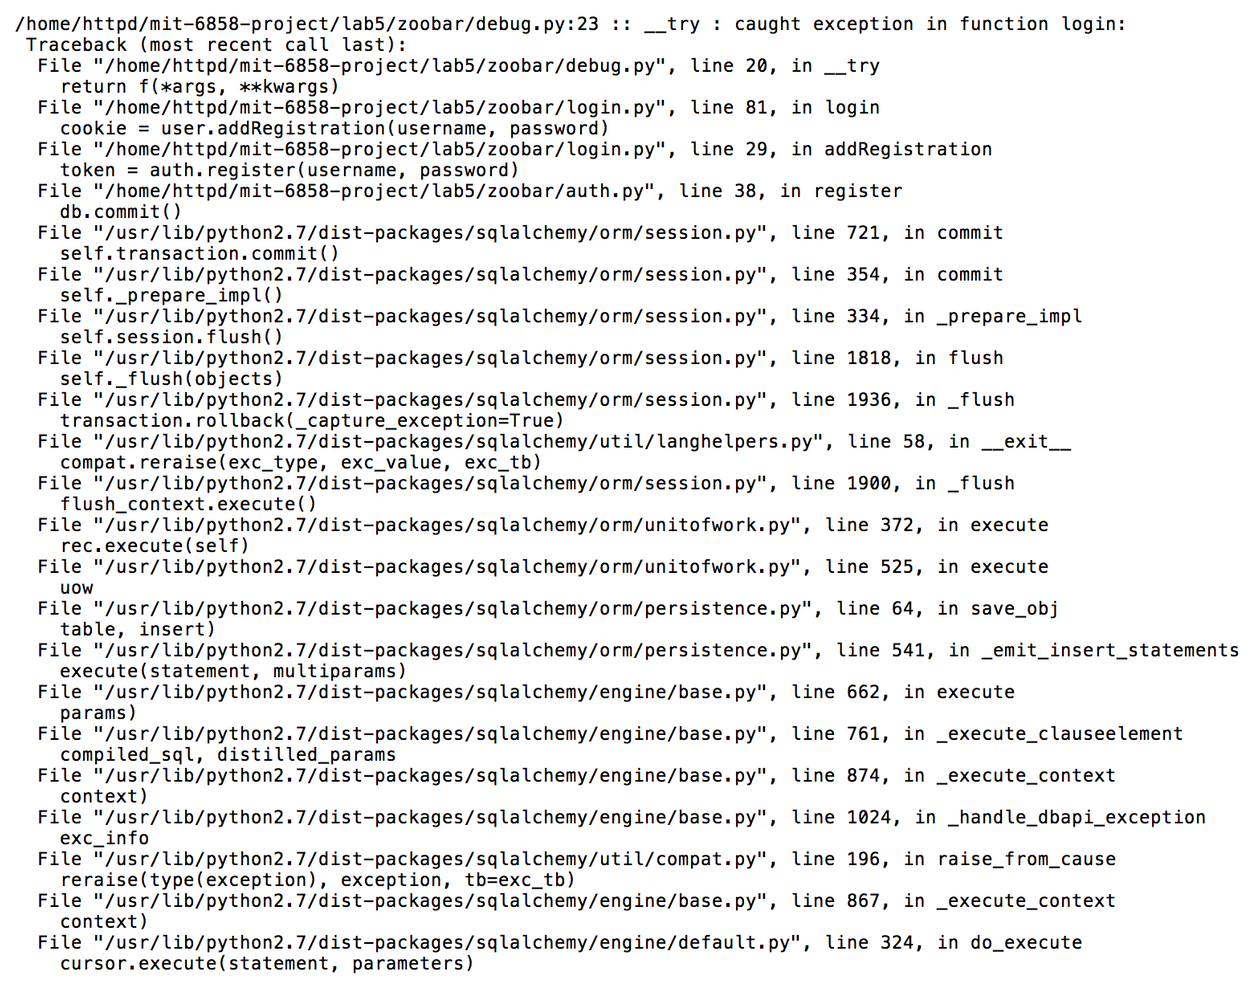 /home/httpd/mit-6858-project/lab5/zoobar/debug.py:23 :: __try : caught exception in function login:
Traceback (most recent call last):
File "/home/httpd/mit-6858-project/lab5/zoobar/debug.py", line 20, in __try
return f(*args, **kwargs)
File "/home/httpd/mit-6858-project/lab5/zoobar/login.py", line 81, in login
cookie = user.addRegistration(username, password)
File "/home/httpd/mit-6858-project/lab5/zoobar/login.py", line 29, in addRegistration
token = auth.register(username, password)
File "/home/httpd/mit-6858-project/lab5/zoobar/auth.py", line 38, in register
db.commit()
File "/usr/lib/python2.7/dist-packages/sqlalchemy/orm/session.py", line 721, in commit
self.transaction.commit()
File "/usr/lib/python2.7/dist-packages/sqlalchemy/orm/session.py", line 354, in commit
self._prepare_impl()
File "/usr/lib/python2.7/dist-packages/sqlalchemy/orm/session.py", line 334, in _prepare_impl
self.session.flush()
File "/usr/lib/python2.7/dist-packages/sqlalchemy/orm/session.py", line 1818, in flush
self._flush(objects)
File "/usr/lib/python2.7/dist-packages/sqlalchemy/orm/session.py", line 1936, in _flush
transaction.rollback(_capture_exception=True)
File "/usr/lib/python2.7/dist-packages/sqlalchemy/util/langhelpers.py", line 58, in __exit__
compat.reraise(exc_type, exc_value, exc_tb)
File "/usr/lib/python2.7/dist-packages/sqlalchemy/orm/session.py", line 1900, in _flush
flush_context.execute()
File "/usr/lib/python2.7/dist-packages/sqlalchemy/orm/unitofwork.py", line 372, in execute
rec.execute(self)
File "/usr/lib/python2.7/dist-packages/sqlalchemy/orm/unitofwork.py", line 525, in execute
uow
File "/usr/lib/python2.7/dist-packages/sqlalchemy/orm/persistence.py", line 64, in save_obj
table, insert)
File "/usr/lib/python2.7/dist-packages/sqlalchemy/orm/persistence.py", line 541, in _emit_insert_statements
execute(statement, multiparams)
File "/usr/lib/python2.7/dist-packages/sqlalchemy/engine/base.py", line 662, in execute
params)
File "/usr/lib/python2.7/dist-packages/sqlalchemy/engine/base.py", line 761, in _execute_clauseelement
compiled_sql, distilled_params
File "/usr/lib/python2.7/dist-packages/sqlalchemy/engine/base.py", line 874, in _execute_context
context)
File "/usr/lib/python2.7/dist-packages/sqlalchemy/engine/base.py", line 1024, in _handle_dbapi_exception
exc_info
File "/usr/lib/python2.7/dist-packages/sqlalchemy/util/compat.py", line 196, in raise_from_cause
reraise(type(exception), exception, tb=exc_tb)
File "/usr/lib/python2.7/dist-packages/sqlalchemy/engine/base.py", line 867, in _execute_context
context)
File "/usr/lib/python2.7/dist-packages/sqlalchemy/engine/default.py", line 324, in do_execute
cursor.execute(statement, parameters)